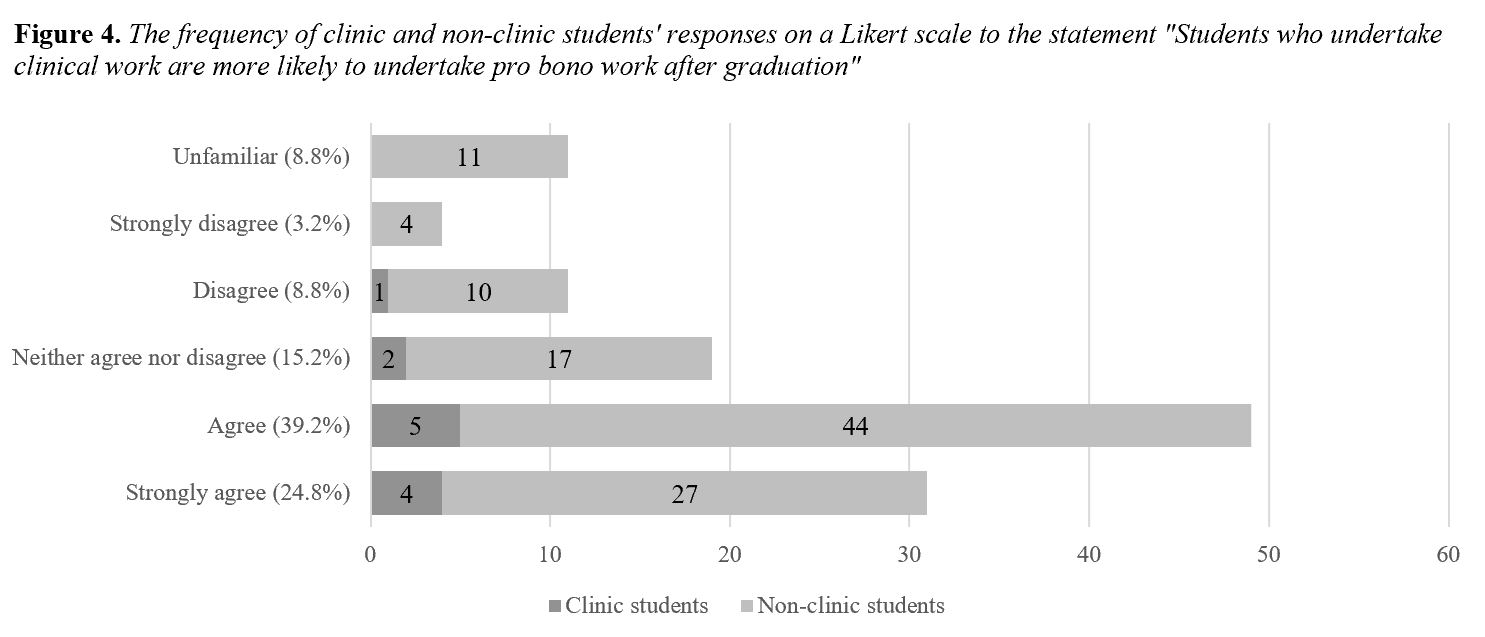 Figure 4. The frequency of clinic and non-clinic students' responses on a Likert scale to the statement "Students who undertake
clinical work are more likely to undertake pro bono work after graduation"
Unfamiliar (8.8%) 11
Strongly disagree (3.2%) 4
Disagree (8.8%) 1 10
Neither agree nor disagree (15.2%) 2 17
Agree (39.2%) 5 44
Strongly agree (24.8%) 4 27
0 10 20 30 40 50 60
Clinic students Non-clinic students